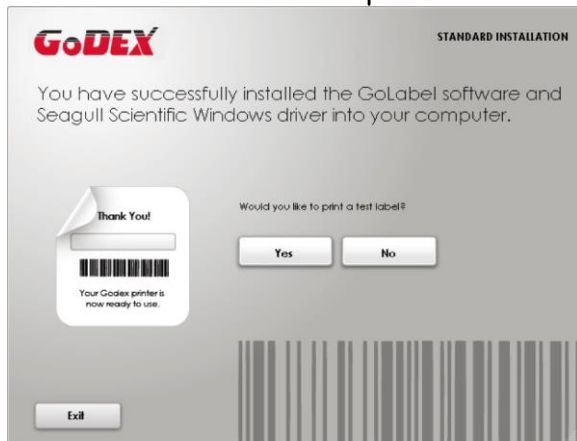 GoDEX
STANDARD INSTALLATION
You have successfully installed the GoLabel software and
Seagull Scientific Windows driver into your computer.
Thank You!
Your Godex printer is
now ready to use.
Would you like to print a test label?
Yes
No
Exit